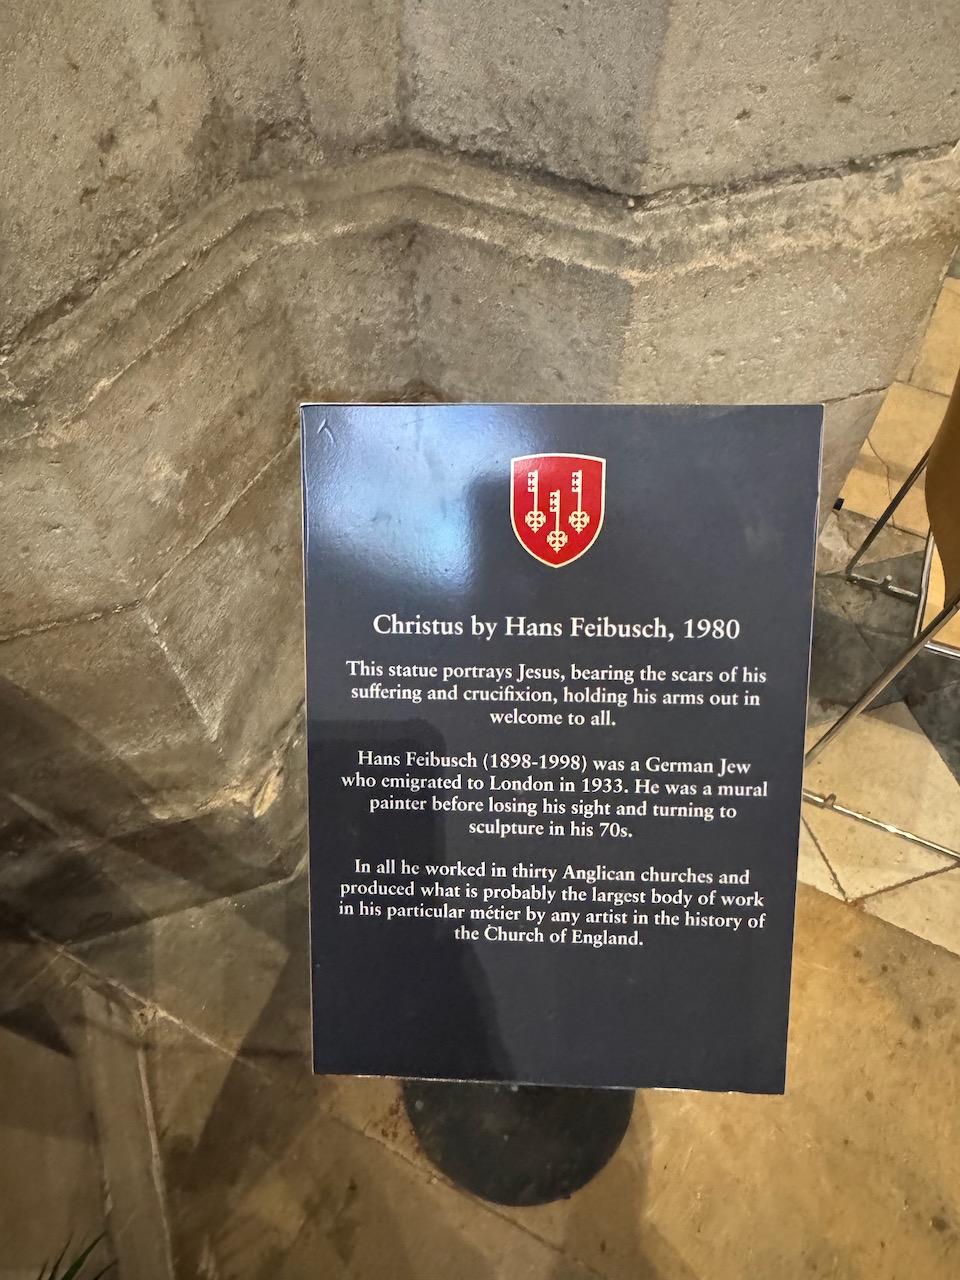 Christus by Hans Feibusch, 1980
This statue portrays Jesus, bearing the scars of his
suffering and crucifixion, holding his arms out in
welcome to all.
Hans Feibusch (1898-1998) was a German Jew
who emigrated to London in 1933. He was a mural
painter before losing his sight and turning to
sculpture in his 70s.
In all he worked in thirty Anglican churches and
produced what is probably the largest body of work
in his particular métier by any artist in the history of
the Church of England.